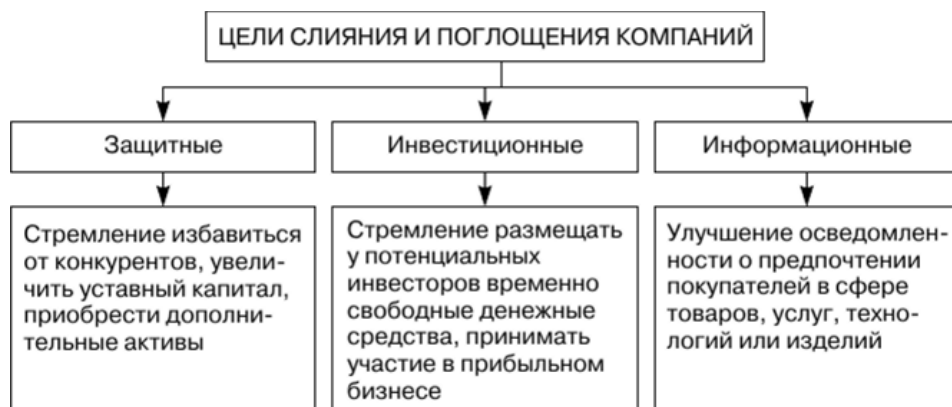 ЦЕЛИ СЛИЯНИЯ И ПОГЛОЩЕНИЯ КОМПАНИЙ
Защитные
Инвестиционные
Информационные
Стремление избавиться
от конкурентов, увели-
чить уставный капитал,
приобрести дополни-
тельные активы
Стремление размещать
у потенциальных
инвесторов временно
свободные денежные
средства, принимать
участие в прибыльном
бизнесе
Улучшение осведомлен-
ности о предпочтении
покупателей в сфере
товаров, услуг, техно-
логий или изделий